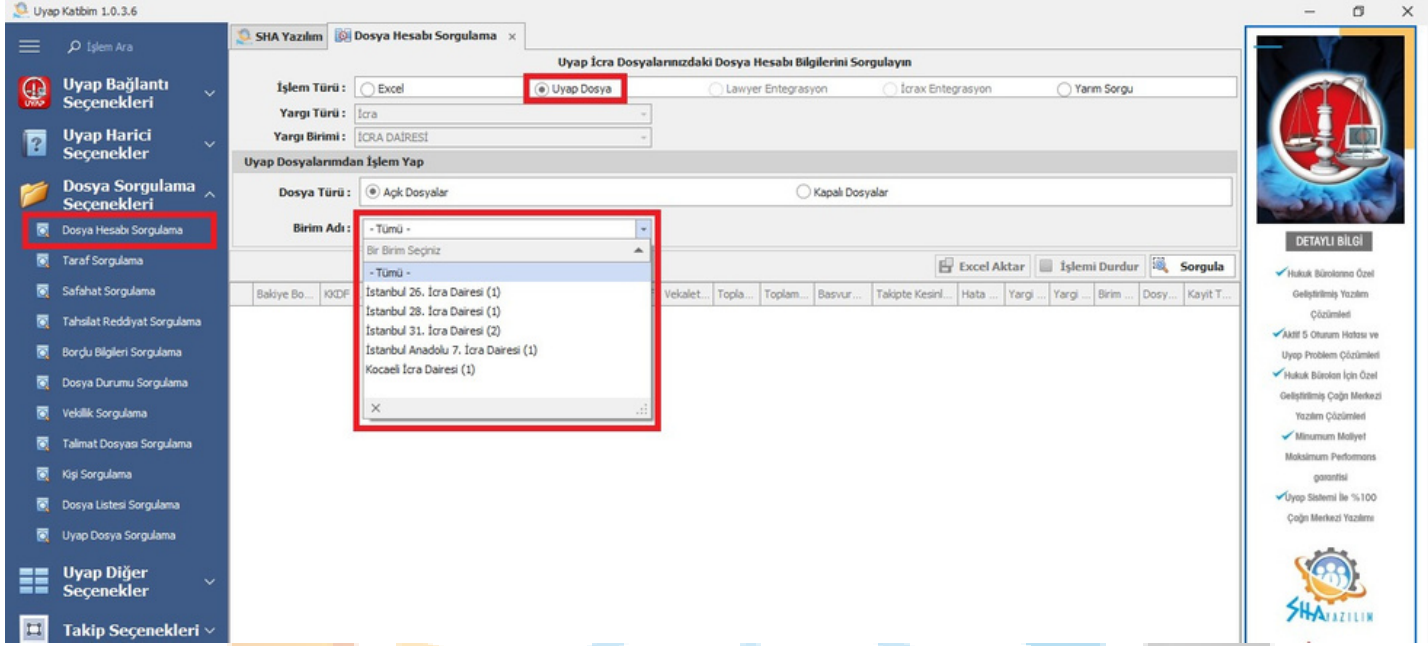 Uyap Katibim 1.0.3.6
İşlem Ara
Uyap Bağlantı
Seçenekleri
Uyap Harici
Seçenekler
Dosya Sorgulama
Seçenekleri
Dosya Hesabı Sorgulama
Taraf Sorgulama
Safahat Sorgulama
Tahsilat Reddiyat Sorgulama
Borçlu Bilgileri Sorgulama
Dosya Durumu Sorgulama
Vekillik Sorgulama
Talimat Dosyası Sorgulama
Kişi Sorgulama
Dosya Listesi Sorgulama
Uyap Dosya Sorgulama
Uyap Diğer
Seçenekler
Takip Seçenekleri
SHA Yazılım Dosya Hesabı Sorgulama ×
Uyap İcra Dosyalarınızdaki Dosya Hesabı Bilgilerini Sorgulayın
İşlem Türü : Excel Uyap Dosya Lawyer Entegrasyon İcrax Entegrasyon Yarım Sorgu
Yargı Türü : İcra
Yargı Birimi : İCRA DAİRESİ
Uyap Dosyalarımdan İşlem Yap
Dosya Türü : Açık Dosyalar Kapalı Dosyalar
Birim Adı : - Tümü -
Bir Birim Seçiniz
- Tümü -
İstanbul 26. İcra Dairesi (1)
İstanbul 28. İcra Dairesi (1)
İstanbul 31. İcra Dairesi (2)
İstanbul Anadolu 7. İcra Dairesi (1)
Kocaeli İcra Dairesi (1)
Excel Aktar İşlemi Durdur Sorgula
Bakiye Bo... KKDF Vekalet... Topla... Toplam... Basvur... Takipte Kesinl... Hata ... Yargi ... Yargi ... Birim ... Dosy... Kayit T...
UYAP
DETAYLI BİLGİ
Hukuk Bürolarına Özel
Geliştirilmiş Yazılım
Çözümleri
Aktif 5 Oturum Hatası ve
Uyap Problem Çözümleri
Hukuk Büroları İçin Özel
Geliştirilmiş Çağrı Merkezi
Yazılım Çözümleri
Minumum Maliyet
Maksimum Performans
garantisi
Uyap Sistemi İle %100
Çağrı Merkezi Yazılımı
SHA YAZILIM